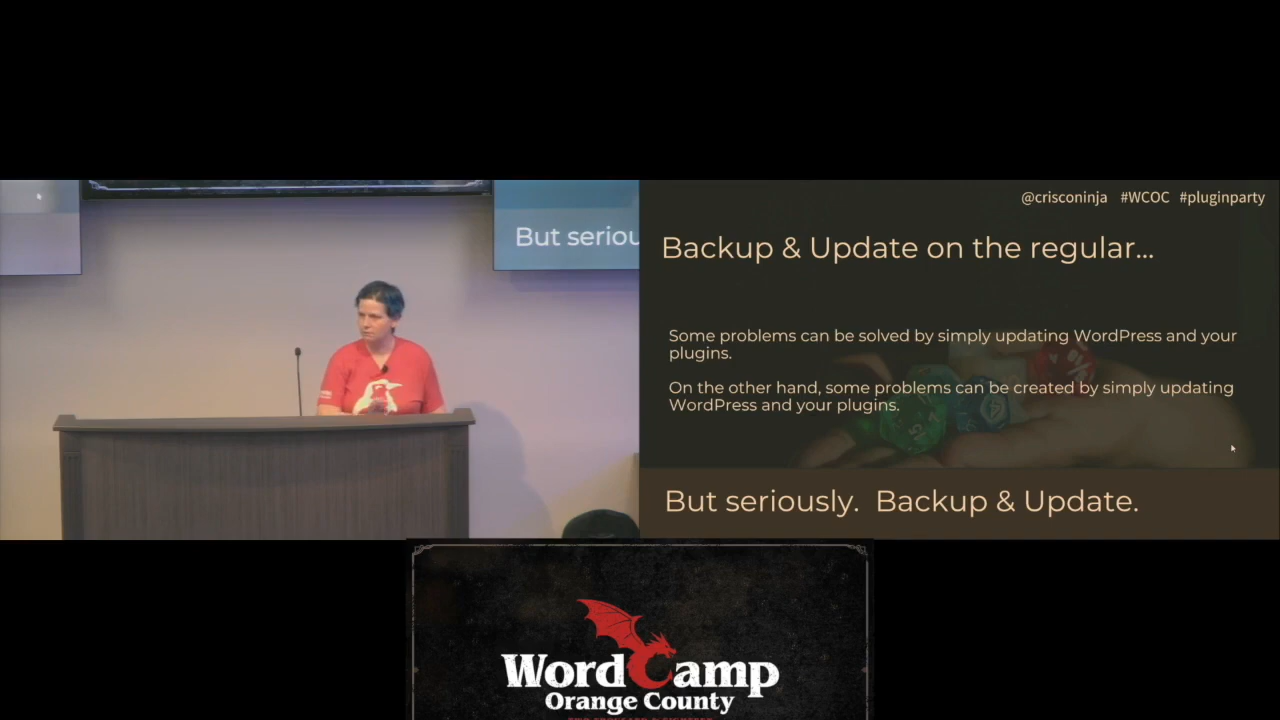 But seriou
@crisconinja #WCOC #pluginparty
Backup & Update on the regular...
Some problems can be solved by simply updating WordPress and your
plugins.
On the other hand, some problems can be created by simply updating
WordPress and your plugins.
But seriously. Backup & Update.
WordCamp
Orange County